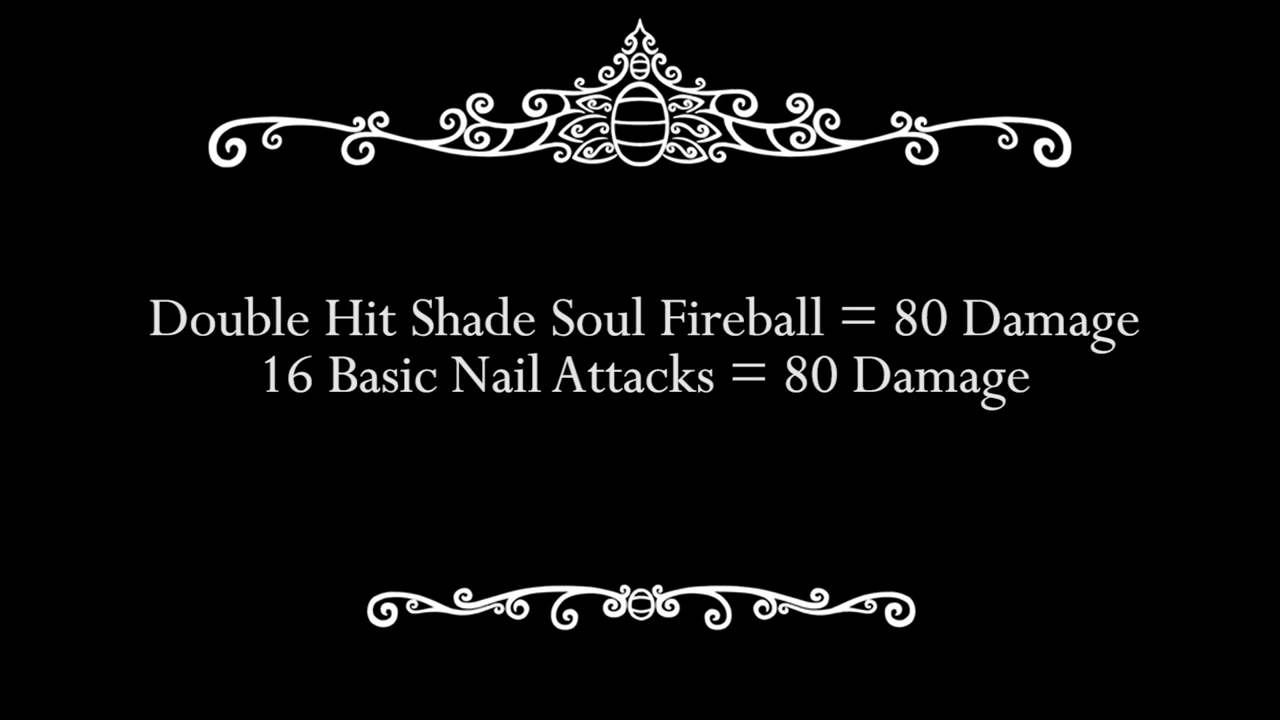 Double Hit Shade Soul Fireball = 80 Damage
16 Basic Nail Attacks = 80 Damage